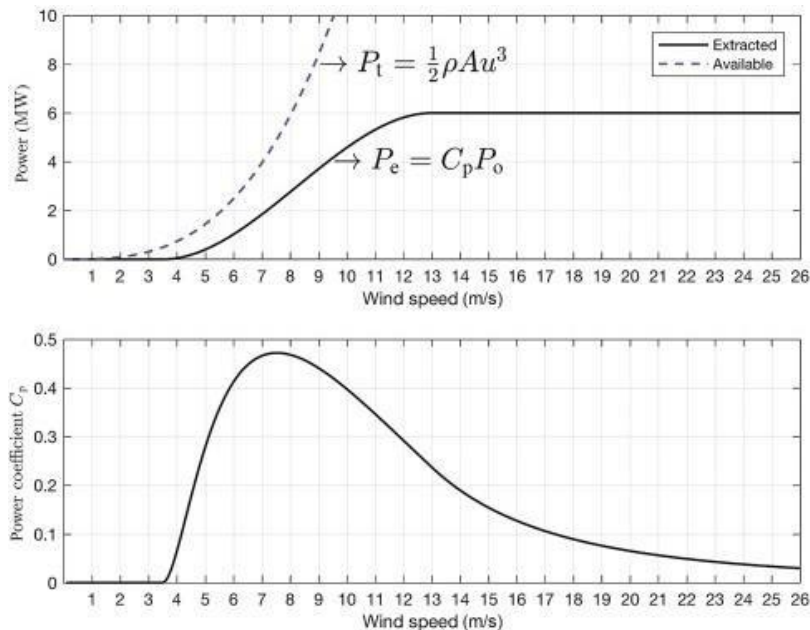 10
8
6
4
2
0
Power (MW)
→ P_t = ½ρAu³
→ P_e = C_pP_o
Extracted
Available
1 2 3 4 5 6 7 8 9 10 11 12 13 14 15 16 17 18 19 20 21 22 23 24 25 26
Wind speed (m/s)
0.5
0.4
0.3
0.2
0.1
0
Power coefficient C_p
1 2 3 4 5 6 7 8 9 10 11 12 13 14 15 16 17 18 19 20 21 22 23 24 25 26
Wind speed (m/s)